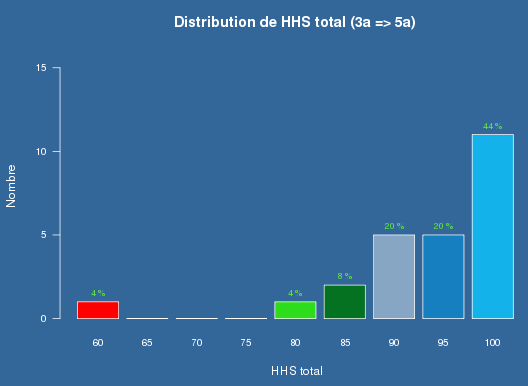 Distribution de HHS total (3a => 5a)
15
10
5
0
Nombre
4 %
4 %
8 %
20 %
20 %
44 %
60 65 70 75 80 85 90 95 100
HHS total